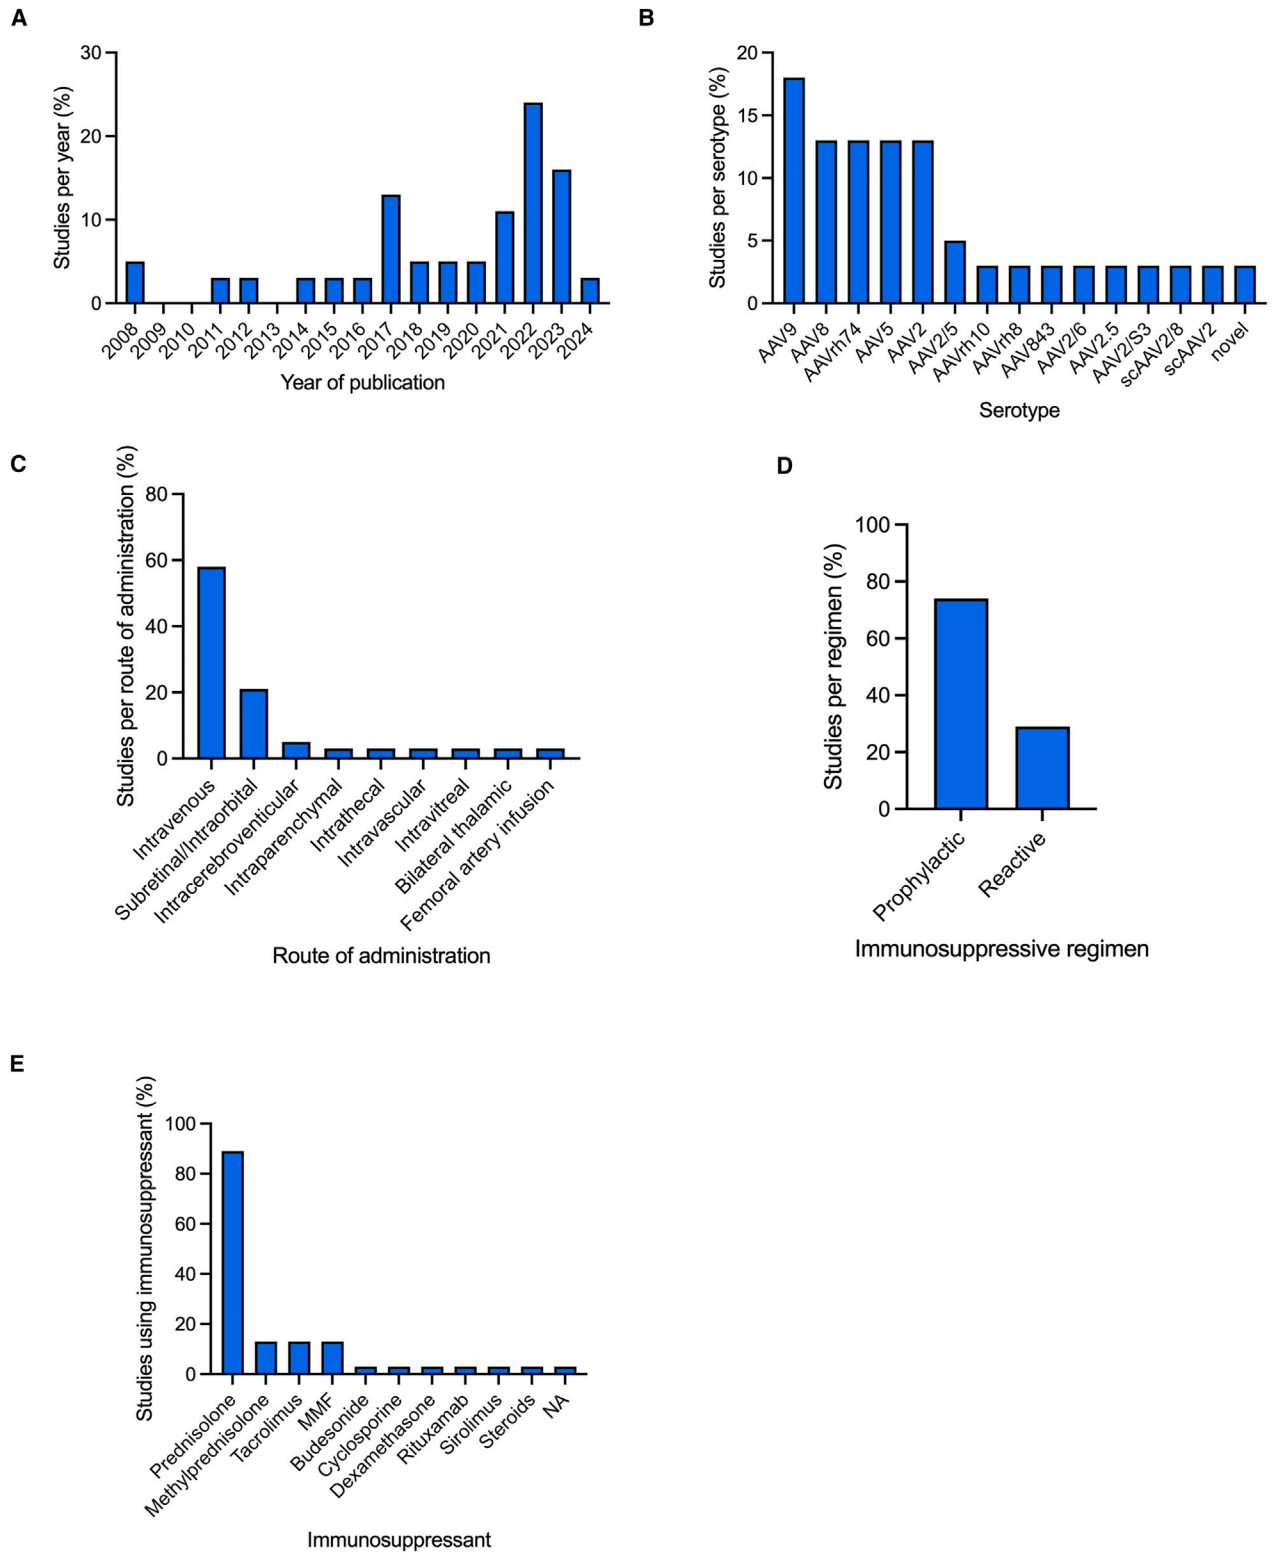 A
Studies per year (%)
30
20
10
0
2008
2009
2010
2011
2012
2013
2014
2015
2016
2017
2018
2019
2020
2021
2022
2023
2024
Year of publication
B
Studies per serotype (%)
20
15
10
5
0
AAV9
AAV8
AAVrh74
AAV5
AAV2
AAV2/5
AAVrh10
AAVrh8
AAV843
AAV2/6
AAV2.5
AAV2/S3
scAAV2/8
scAAV2
novel
Serotype
C
Studies per route of administration (%)
80
60
40
20
0
Intravenous
Subretinal/Intraorbital
Intracerebroventicular
Intraparenchymal
Intrathecal
Intravascular
Intravitreal
Bilateral thalamic
Femoral artery infusion
Route of administration
D
Studies per regimen (%)
100
80
60
40
20
0
Prophylactic
Reactive
Immunosuppressive regimen
E
Studies using immunosuppressant (%)
100
80
60
40
20
0
Prednisolone
Methylprednisolone
Tacrolimus
MMF
Budesonide
Cyclosporine
Dexamethasone
Rituxamab
Sirolimus
Steroids
NA
Immunosuppressant